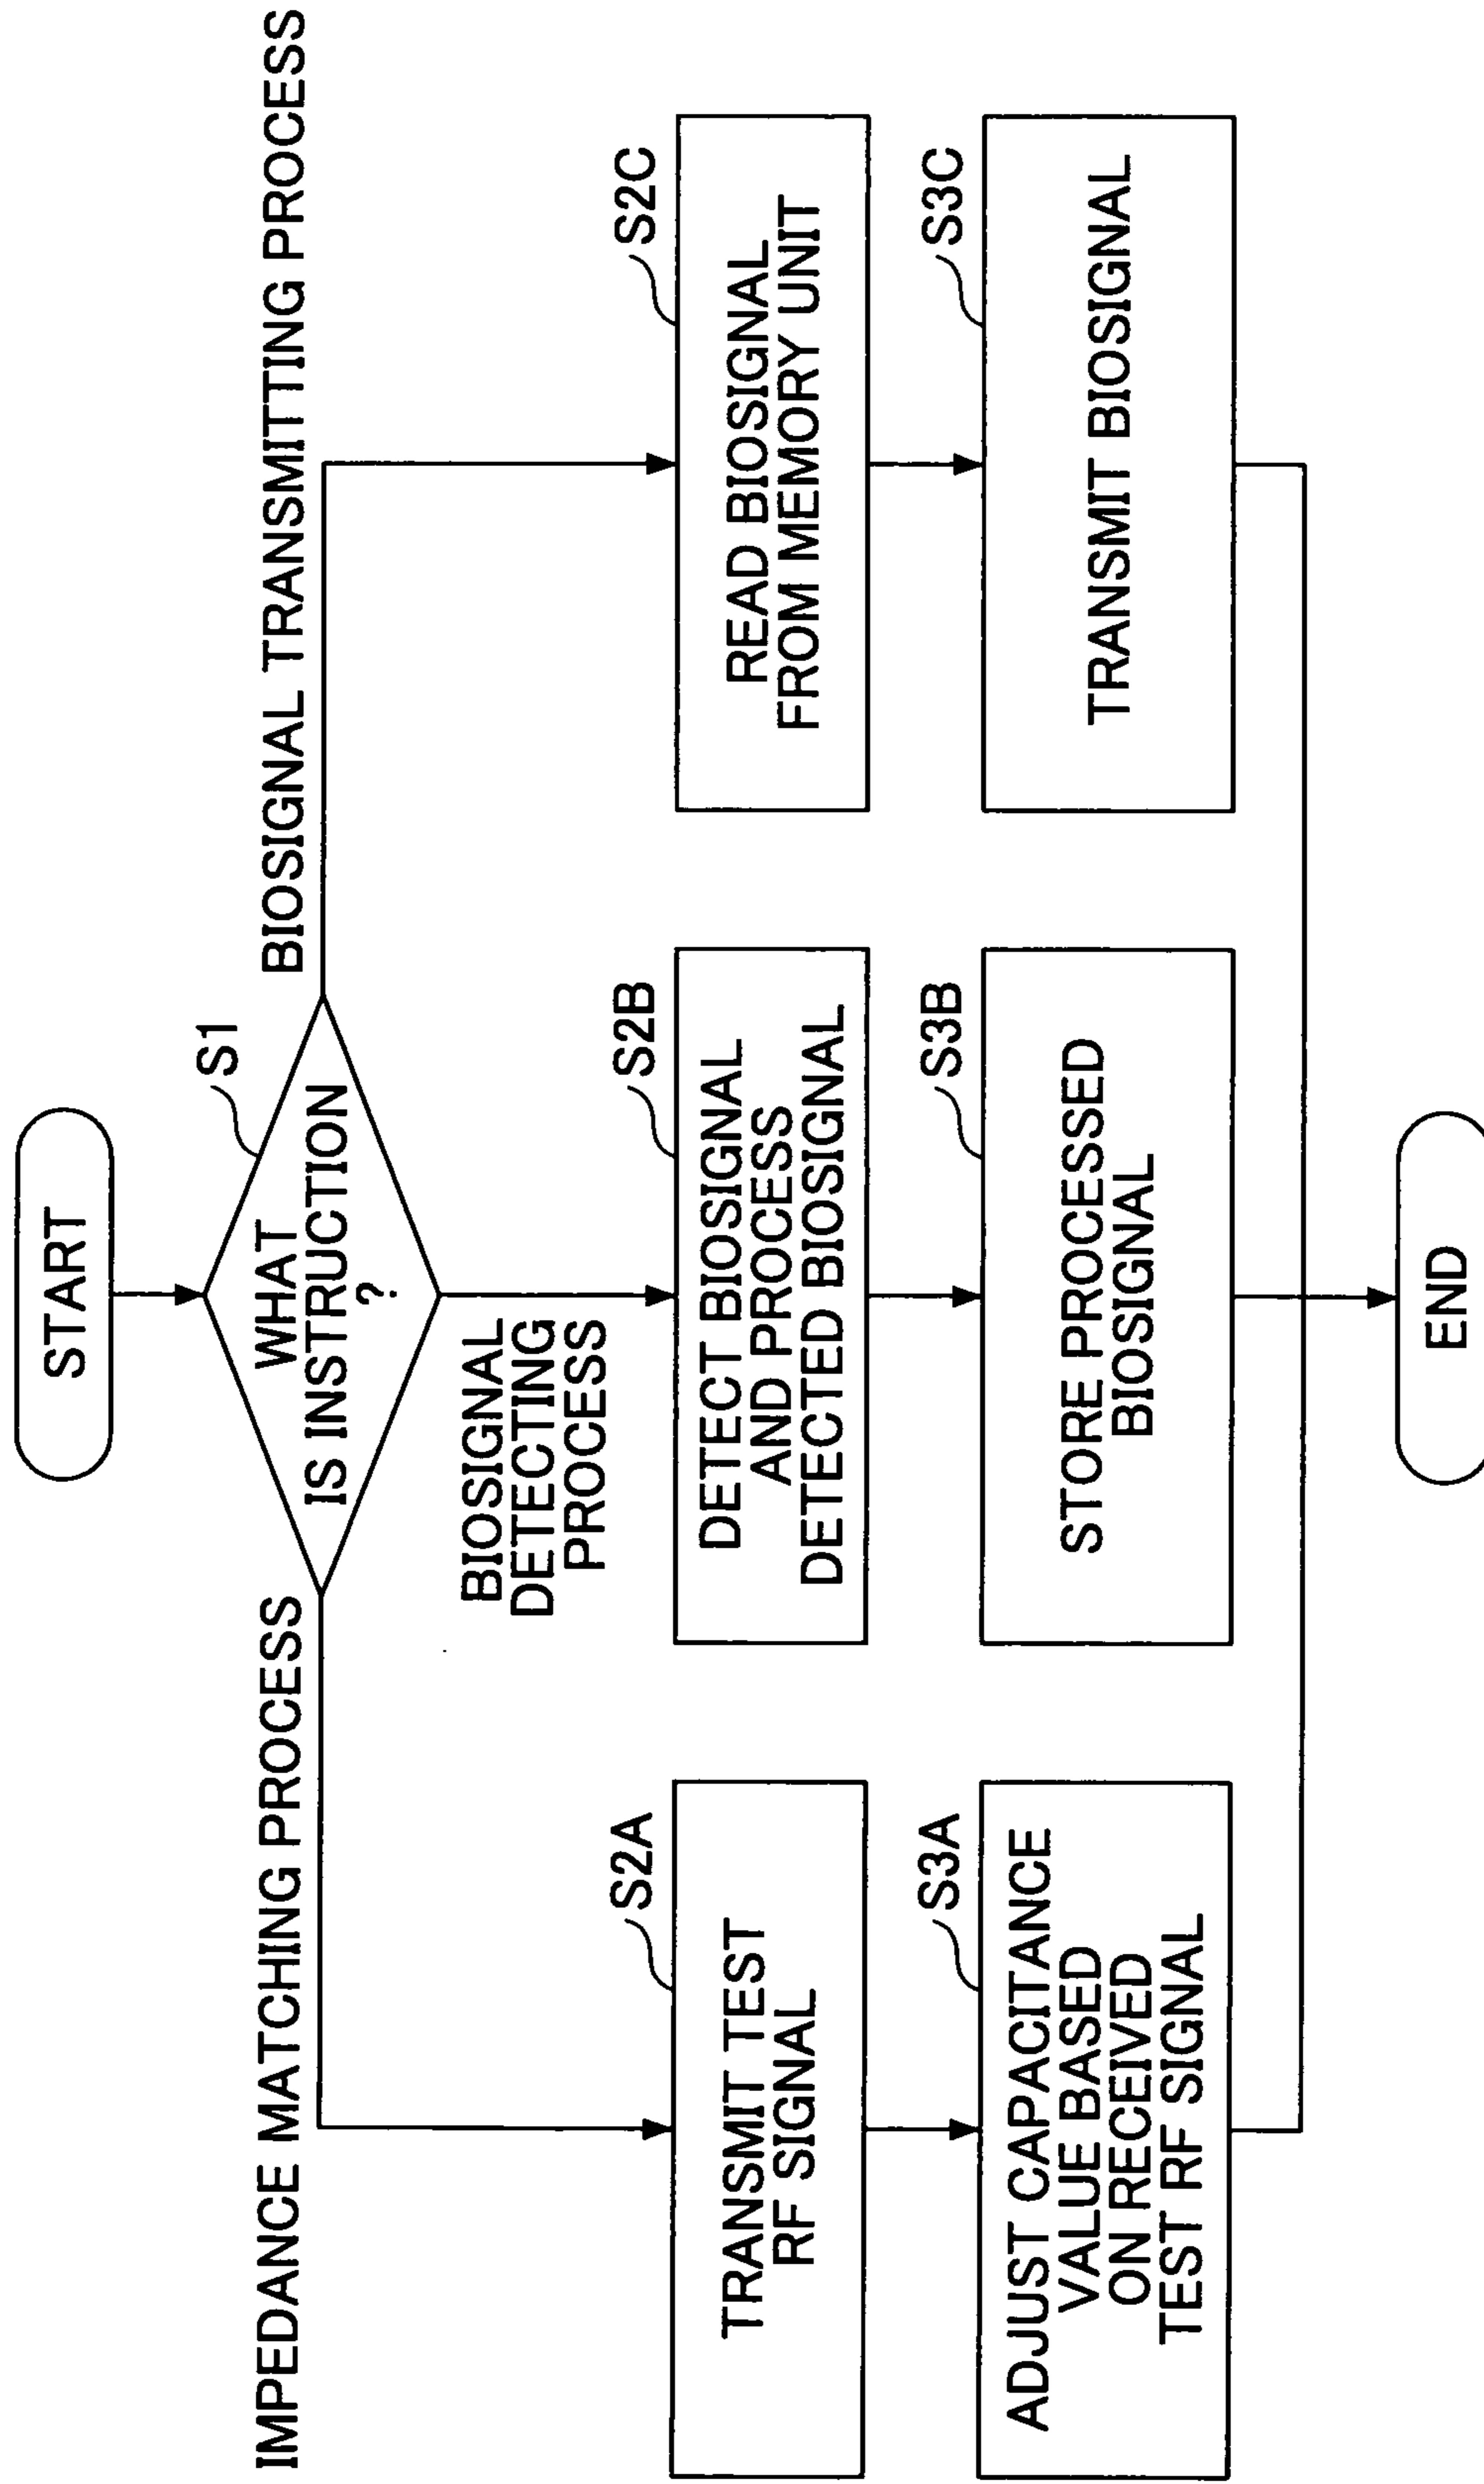 START
S1
WHAT
IS INSTRUCTION
?
IMPEDANCE MATCHING PROCESS
BIOSIGNAL TRANSMITTING PROCESS
BIOSIGNAL
DETECTING
PROCESS
S2A
TRANSMIT TEST
RF SIGNAL
S2B
DETECT BIOSIGNAL
AND PROCESS
DETECTED BIOSIGNAL
S2C
READ BIOSIGNAL
FROM MEMORY UNIT
S3A
ADJUST CAPACITANCE
VALUE BASED
ON RECEIVED
TEST RF SIGNAL
S3B
STORE PROCESSED
BIOSIGNAL
S3C
TRANSMIT BIOSIGNAL
END